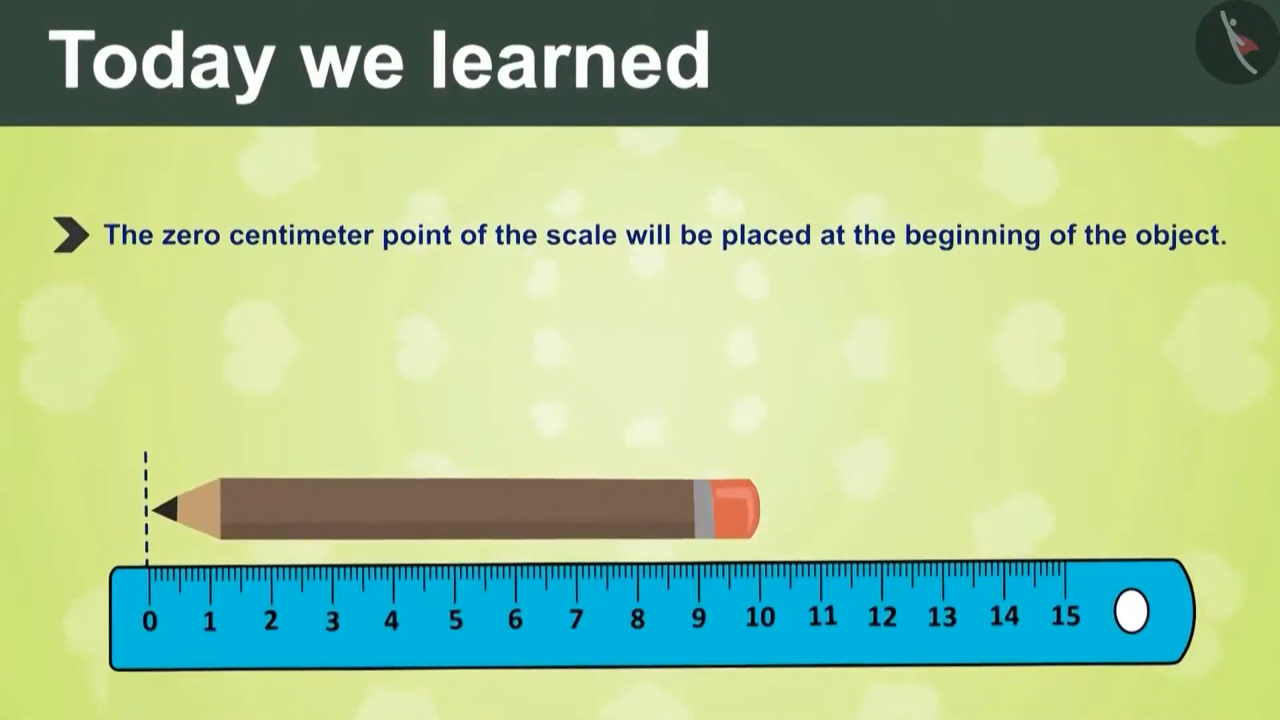 Today we learned
The zero centimeter point of the scale will be placed at the beginning of the object.
0 1 2 3 4 5 6 7 8 9 10 11 12 13 14 15